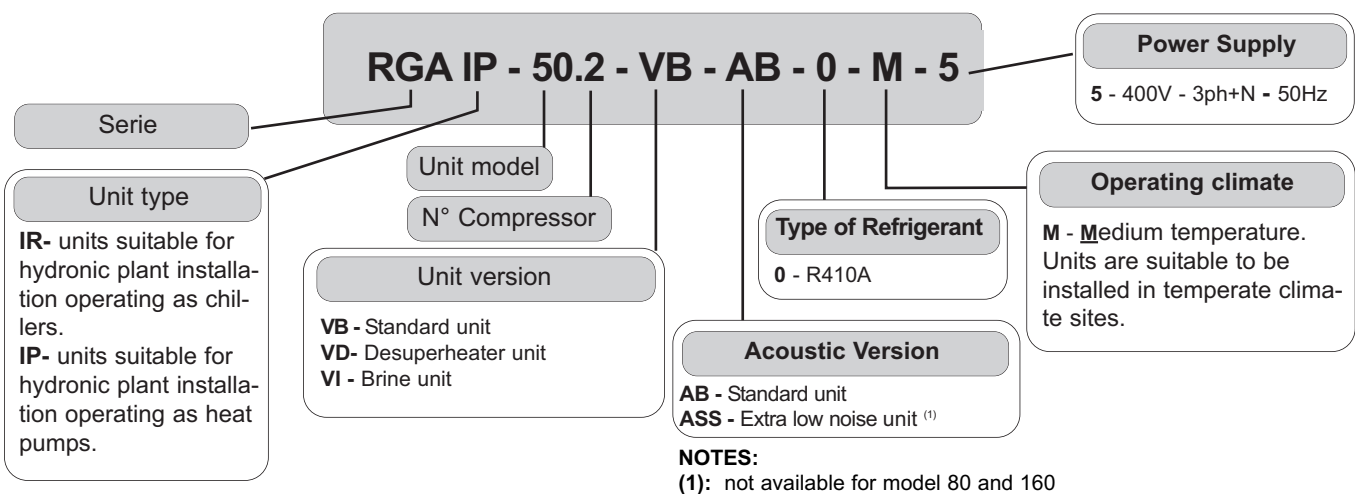 RGA IP - 50.2 - VB - AB - 0 - M - 5
Power Supply
5 - 400V - 3ph+N - 50Hz
Serie
Unit type
IR- units suitable for
hydronic plant installa-
tion operating as chil-
lers.
IP- units suitable for
hydronic plant installa-
tion operating as heat
pumps.
Unit model
N° Compressor
Unit version
VB - Standard unit
VD- Desuperheater unit
VI - Brine unit
Type of Refrigerant
0 - R410A
Acoustic Version
AB - Standard unit
ASS - Extra low noise unit (1)
Operating climate
M - Medium temperature.
Units are suitable to be
installed in temperate clima-
te sites.
NOTES:
(1): not available for model 80 and 160